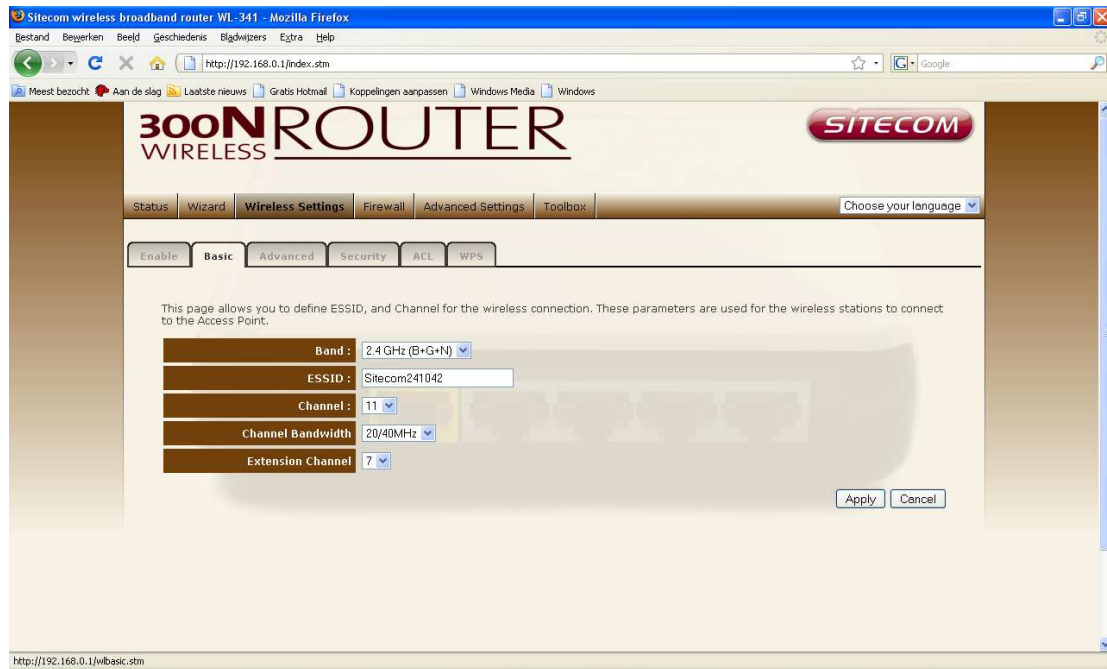 Sitecom wireless broadband router WL-341 - Mozilla Firefox
Bestand Bewerken Beeld Geschiedenis Bladwijzers Extra Help
http://192.168.0.1/index.stm
G Google
Meest bezocht Aan de slag Laatste nieuws Gratis Hotmail Koppelingen aanpassen Windows Media Windows
300N WIRELESS ROUTER
SITECOM
Status Wizard Wireless Settings Firewall Advanced Settings Toolbox Choose your language
Enable Basic Advanced Security ACL WPS
This page allows you to define ESSID, and Channel for the wireless connection. These parameters are used for the wireless stations to connect
to the Access Point.
Band : 2.4 GHz (B+G+N)
ESSID : Sitecom241042
Channel : 11
Channel Bandwidth 20/40MHz
Extension Channel 7
Apply Cancel
http://192.168.0.1/wlbasic.stm